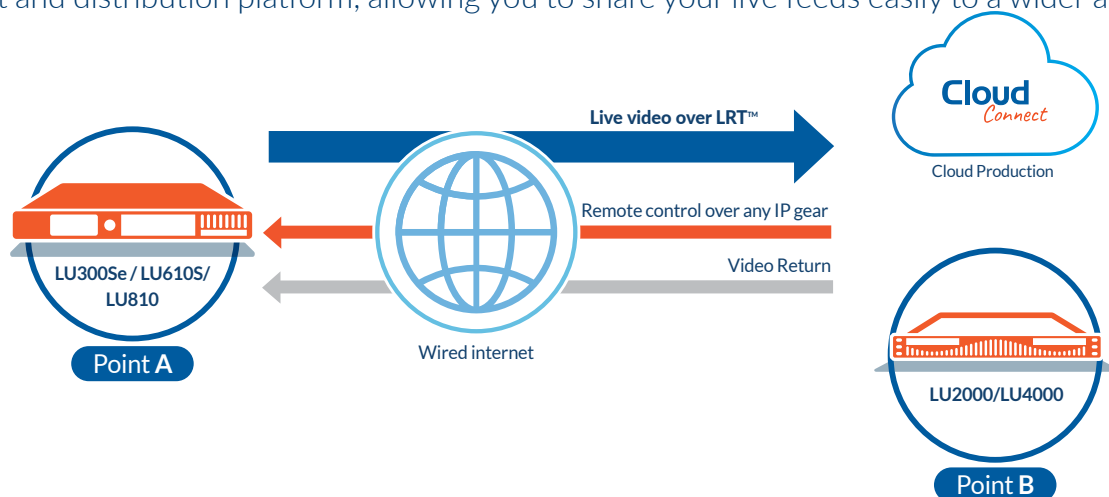 t and distribution platform, allowing you to share your live feeds easily to a wider a
Live video over LRT™
Cloud
Connect
Cloud Production
Remote control over any IP gear
LU300Se / LU610S/
LU810
Video Return
Wired internet
Point A
LU2000/LU4000
Point B